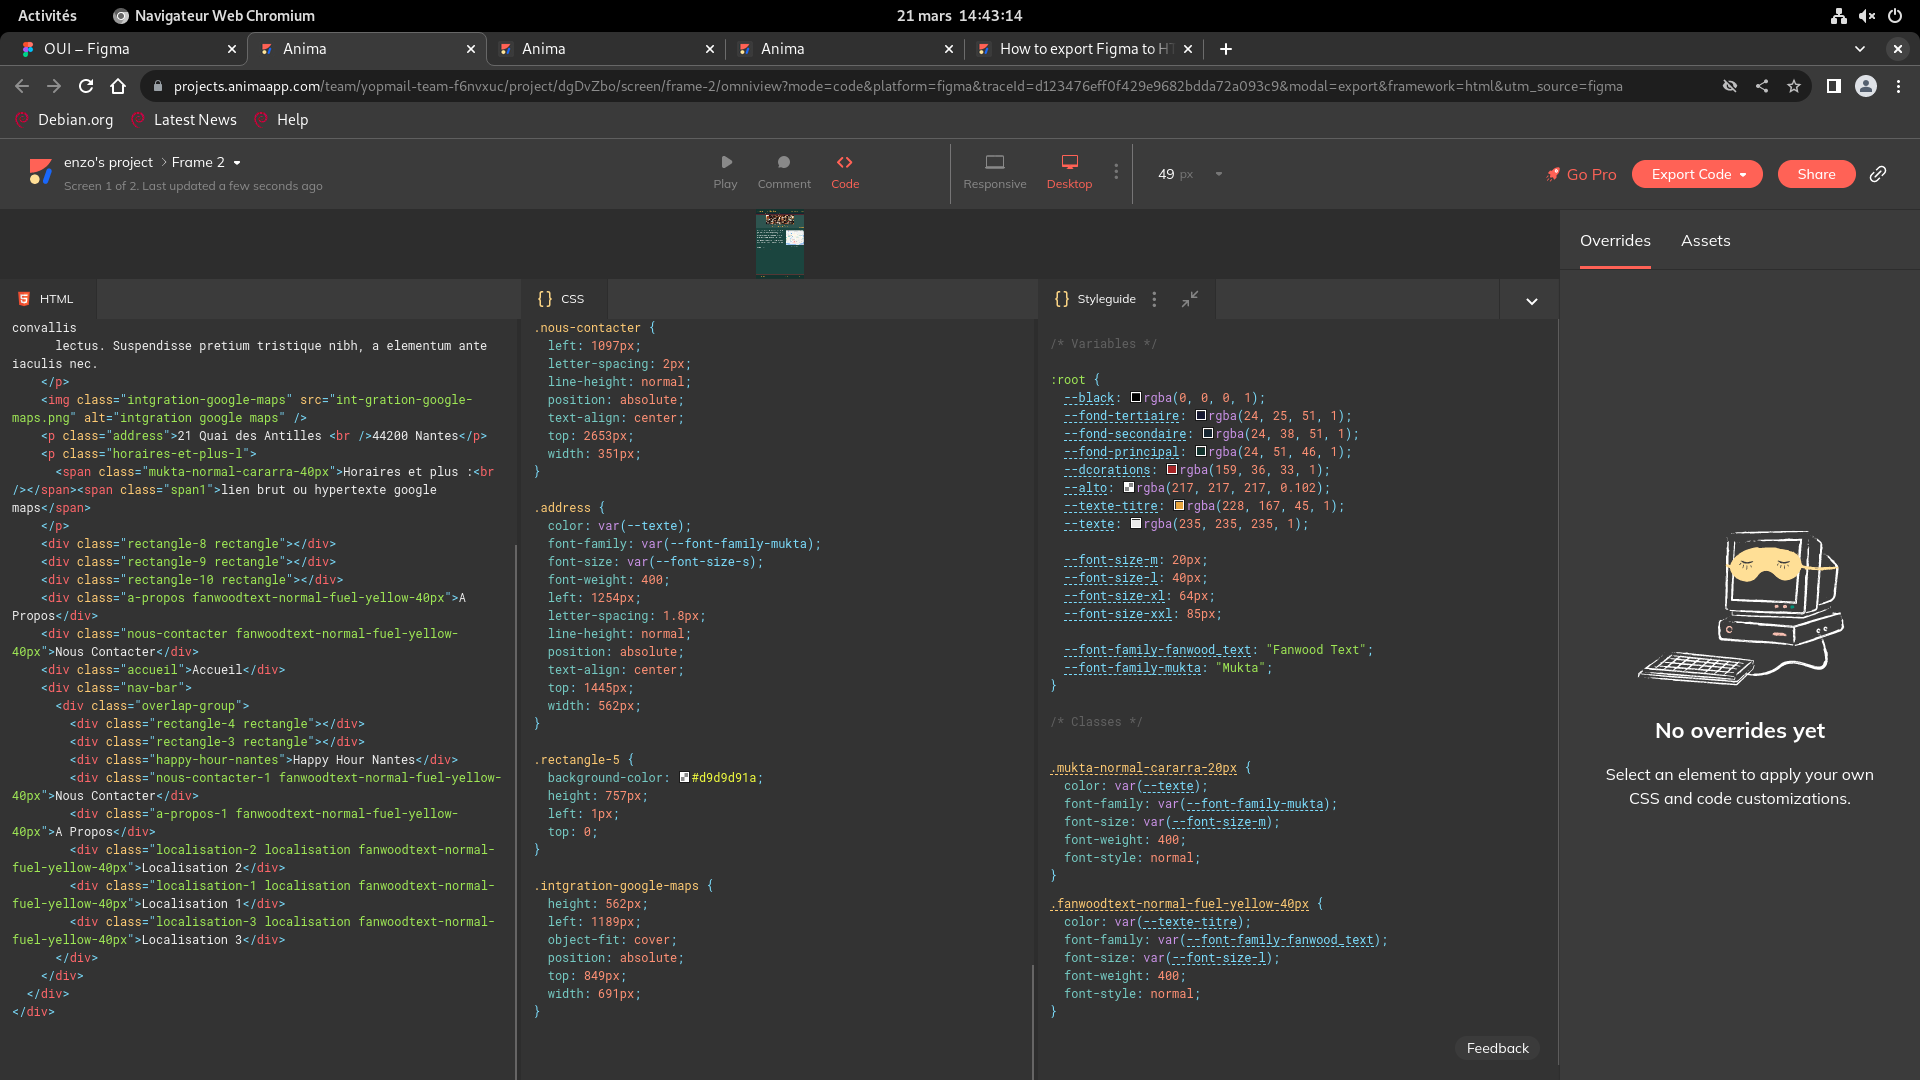 Activités
Navigateur Web Chromium
21 mars 14:43:14
OUI – Figma
Anima
Anima
Anima
How to export Figma to HT
projects.animaapp.com/team/yopmail-team-f6nvxuc/project/dgDvZbo/screen/frame-2/omniview?mode=code&platform=figma&traceId=d123476eff0f429e9682bdda72a093c9&modal=export&framework=html&utm_source=figma
Debian.org
Latest News
Help
enzo's project > Frame 2
Screen 1 of 2. Last updated a few seconds ago
Play
Comment
Code
Responsive
Desktop
49 px
Go Pro
Export Code
Share
Overrides
Assets
HTML
convallis
lectus. Suspendisse pretium tristique nibh, a elementum ante
iaculis nec.
</p>
<img class="intgration-google-maps" src="int-gration-google-
maps.png" alt="intgration google maps" />
<p class="address">21 Quai des Antilles <br />44200 Nantes</p>
<p class="horaires-et-plus-l">
<span class="mukta-normal-cararra-40px">Horaires et plus :<br
/></span><span class="span1">lien brut ou hypertexte google
maps</span>
</p>
<div class="rectangle-8 rectangle"></div>
<div class="rectangle-9 rectangle"></div>
<div class="rectangle-10 rectangle"></div>
<div class="a-propos fanwoodtext-normal-fuel-yellow-40px">A
Propos</div>
<div class="nous-contacter fanwoodtext-normal-fuel-yellow-
40px">Nous Contacter</div>
<div class="accueil">Accueil</div>
<div class="nav-bar">
<div class="overlap-group">
<div class="rectangle-4 rectangle"></div>
<div class="rectangle-3 rectangle"></div>
<div class="happy-hour-nantes">Happy Hour Nantes</div>
<div class="nous-contacter-1 fanwoodtext-normal-fuel-yellow-
40px">Nous Contacter</div>
<div class="a-propos-1 fanwoodtext-normal-fuel-yellow-
40px">A Propos</div>
<div class="localisation-2 localisation fanwoodtext-normal-
fuel-yellow-40px">Localisation 2</div>
<div class="localisation-1 localisation fanwoodtext-normal-
fuel-yellow-40px">Localisation 1</div>
<div class="localisation-3 localisation fanwoodtext-normal-
fuel-yellow-40px">Localisation 3</div>
</div>
</div>
</div>
</div>
{} CSS
.nous-contacter {
left: 1097px;
letter-spacing: 2px;
line-height: normal;
position: absolute;
text-align: center;
top: 2653px;
width: 351px;
}
.address {
color: var(--texte);
font-family: var(--font-family-mukta);
font-size: var(--font-size-s);
font-weight: 400;
left: 1254px;
letter-spacing: 1.8px;
line-height: normal;
position: absolute;
text-align: center;
top: 1445px;
width: 562px;
}
.rectangle-5 {
background-color: #d9d9d91a;
height: 757px;
left: 1px;
top: 0;
}
.intgration-google-maps {
height: 562px;
left: 1189px;
object-fit: cover;
position: absolute;
top: 849px;
width: 691px;
}
{} Styleguide
/* Variables */
:root {
--black: rgba(0, 0, 0, 1);
--fond-tertiaire: rgba(24, 25, 51, 1);
--fond-secondaire: rgba(24, 38, 51, 1);
--fond-principal: rgba(24, 51, 46, 1);
--dcorations: rgba(159, 36, 33, 1);
--alto: rgba(217, 217, 217, 0.102);
--texte-titre: rgba(228, 167, 45, 1);
--texte: rgba(235, 235, 235, 1);
--font-size-m: 20px;
--font-size-l: 40px;
--font-size-xl: 64px;
--font-size-xxl: 85px;
--font-family-fanwood_text: "Fanwood Text";
--font-family-mukta: "Mukta";
}
/* Classes */
.mukta-normal-cararra-20px {
color: var(--texte);
font-family: var(--font-family-mukta);
font-size: var(--font-size-m);
font-weight: 400;
font-style: normal;
}
.fanwoodtext-normal-fuel-yellow-40px {
color: var(--texte-titre);
font-family: var(--font-family-fanwood_text);
font-size: var(--font-size-l);
font-weight: 400;
font-style: normal;
}
Feedback
No overrides yet
Select an element to apply your own
CSS and code customizations.